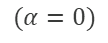 (α = 0)